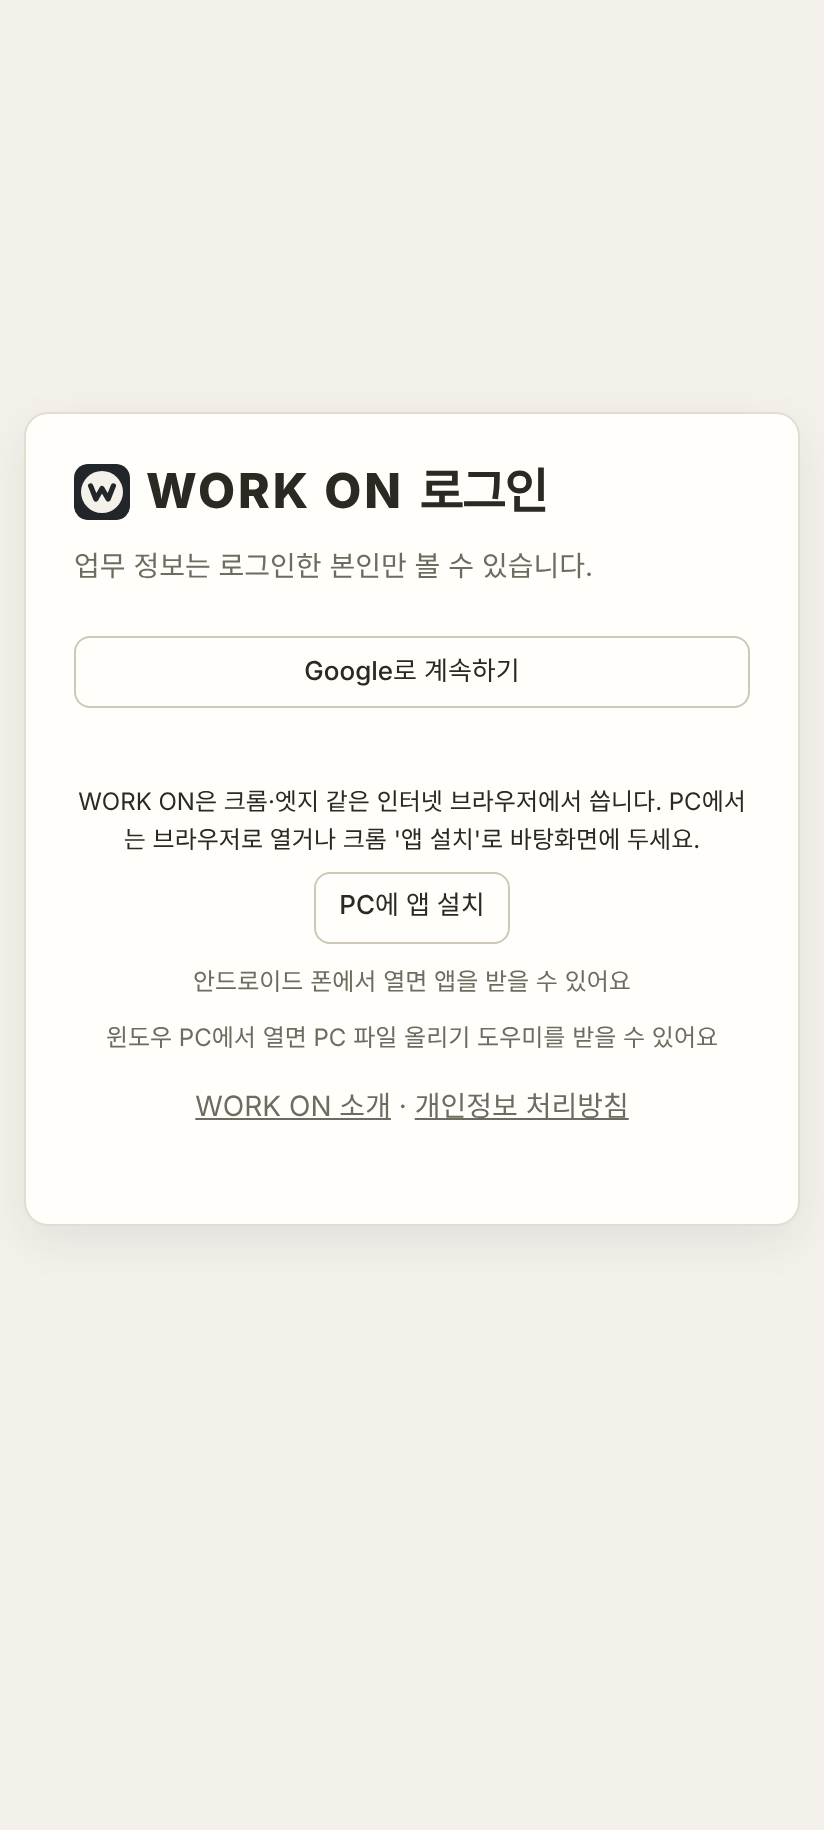 WORK ON 로그인
업무 정보는 로그인한 본인만 볼 수 있습니다.
Google로 계속하기
WORK ON은 크롬·엣지 같은 인터넷 브라우저에서 씁니다. PC에서
는 브라우저로 열거나 크롬 '앱 설치'로 바탕화면에 두세요.
PC에 앱 설치
안드로이드 폰에서 열면 앱을 받을 수 있어요
윈도우 PC에서 열면 PC 파일 올리기 도우미를 받을 수 있어요
WORK ON 소개 · 개인정보 처리방침